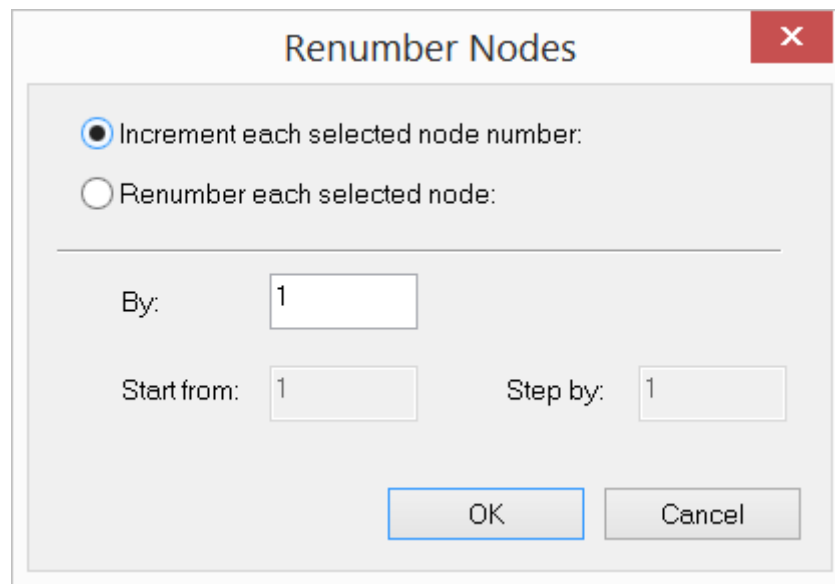 Renumber Nodes
Increment each selected node number:
Renumber each selected node:
By: 1
Start from: 1 Step by: 1
OK Cancel